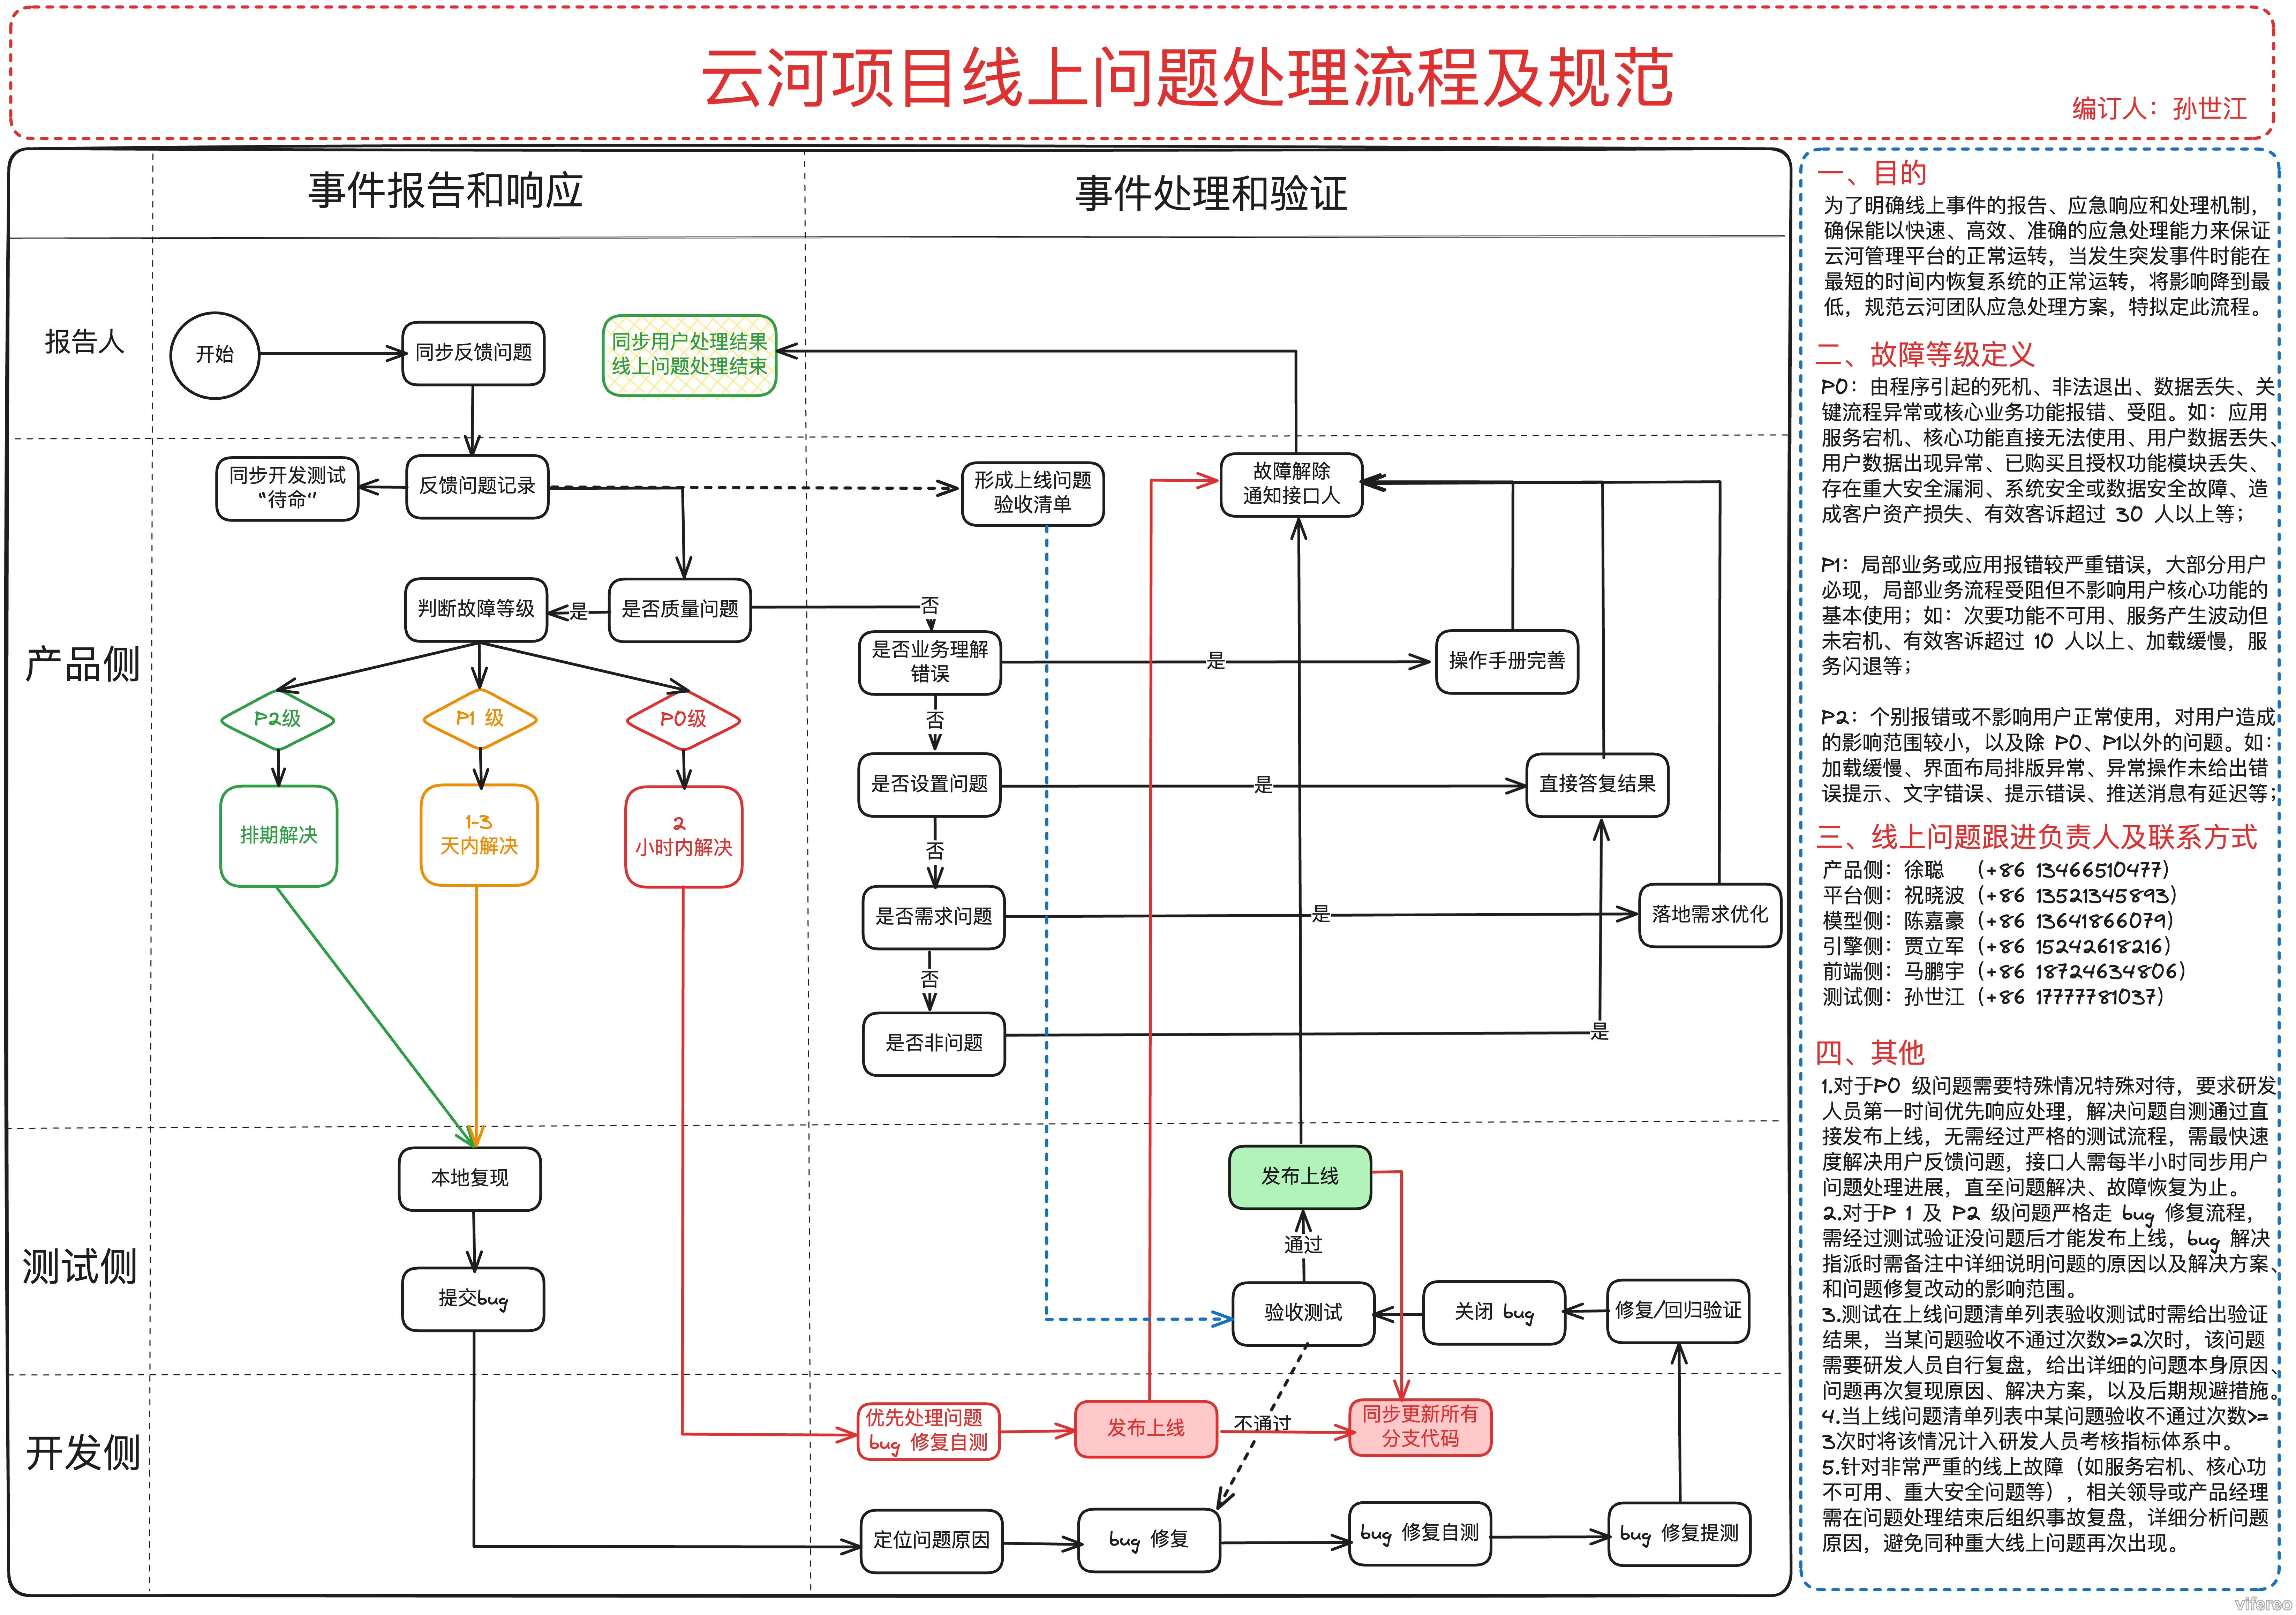 云河项目线上问题处理流程及规范
编订人：孙世江
事件报告和响应
事件处理和验证
报告人
开始
同步反馈问题
同步用户处理结果
线上问题处理结束
产品侧
同步开发测试
“待命”
反馈问题记录
形成上线问题
验收清单
故障解除
通知接口人
判断故障等级
是
是否质量问题
否
是否业务理解
错误
是
操作手册完善
P2级
P1 级
P0级
否
是否设置问题
是
直接答复结果
排期解决
1-3
天内解决
2
小时内解决
否
是否需求问题
是
落地需求优化
否
是否非问题
是
测试侧
本地复现
发布上线
通过
提交bug
验收测试
关闭 bug
修复/回归验证
开发侧
优先处理问题
bug 修复自测
发布上线
不通过
同步更新所有
分支代码
定位问题原因
bug 修复
bug 修复自测
bug 修复提测
一、目的
为了明确线上事件的报告、应急响应和处理机制，
确保能以快速、高效、准确的应急处理能力来保证
云河管理平台的正常运转，当发生突发事件时能在
最短的时间内恢复系统的正常运转，将影响降到最
低，规范云河团队应急处理方案，特拟定此流程。
二、故障等级定义
P0：由程序引起的死机、非法退出、数据丢失、关
键流程异常或核心业务功能报错、受阻。如：应用
服务宕机、核心功能直接无法使用、用户数据丢失、
用户数据出现异常、已购买且授权功能模块丢失、
存在重大安全漏洞、系统安全或数据安全故障、造
成客户资产损失、有效客诉超过 30 人以上等；
P1：局部业务或应用报错较严重错误，大部分用户
必现，局部业务流程受阻但不影响用户核心功能的
基本使用；如：次要功能不可用、服务产生波动但
未宕机、有效客诉超过 10 人以上、加载缓慢，服
务闪退等；
P2：个别报错或不影响用户正常使用，对用户造成
的影响范围较小，以及除 P0、P1以外的问题。如：
加载缓慢、界面布局排版异常、异常操作未给出错
误提示、文字错误、提示错误、推送消息有延迟等；
三、线上问题跟进负责人及联系方式
产品侧：徐聪 （+86 13466510477）
平台侧：祝晓波（+86 13521345893）
模型侧：陈嘉豪（+86 13641866079）
引擎侧：贾立军（+86 15242618216）
前端侧：马鹏宇（+86 18724634806）
测试侧：孙世江（+86 17777781037）
四、其他
1.对于P0 级问题需要特殊情况特殊对待，要求研发
人员第一时间优先响应处理，解决问题自测通过直
接发布上线，无需经过严格的测试流程，需最快速
度解决用户反馈问题，接口人需每半小时同步用户
问题处理进展，直至问题解决、故障恢复为止。
2.对于P 1 及 P2 级问题严格走 bug 修复流程，
需经过测试验证没问题后才能发布上线，bug 解决
指派时需备注中详细说明问题的原因以及解决方案、
和问题修复改动的影响范围。
3.测试在上线问题清单列表验收测试时需给出验证
结果，当某问题验收不通过次数>=2次时，该问题
需要研发人员自行复盘，给出详细的问题本身原因、
问题再次复现原因、解决方案，以及后期规避措施。
4.当上线问题清单列表中某问题验收不通过次数>=
3次时将该情况计入研发人员考核指标体系中。
5.针对非常严重的线上故障（如服务宕机、核心功
不可用、重大安全问题等），相关领导或产品经理
需在问题处理结束后组织事故复盘，详细分析问题
原因，避免同种重大线上问题再次出现。
vifereo